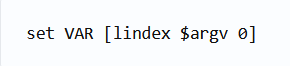 set VAR [lindex $argv 0]